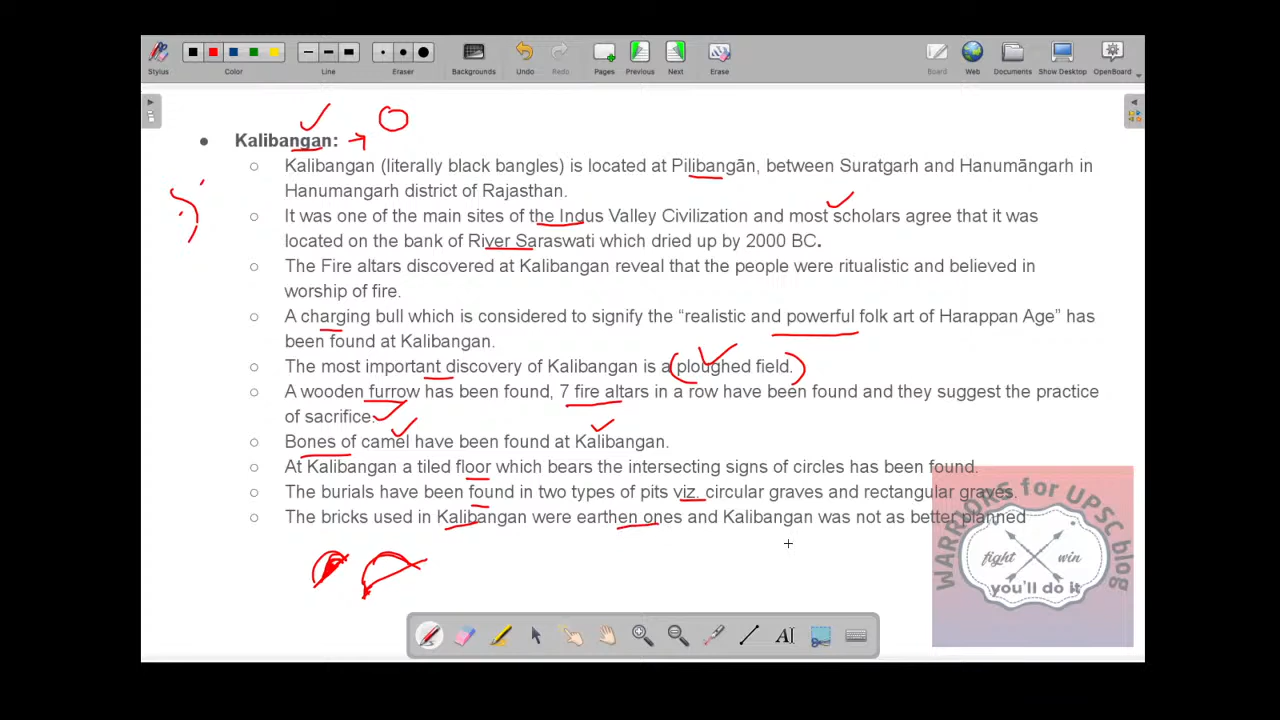 Stylus
Color
Line
Eraser
Backgrounds
Undo
Redo
Pages
Previous
Next
Erase
Board
Web
Documents
Show Desktop
OpenBoard
● Kalibangan:
○ Kalibangan (literally black bangles) is located at Pilibangān, between Suratgarh and Hanumāngarh in
Hanumangarh district of Rajasthan.
○ It was one of the main sites of the Indus Valley Civilization and most scholars agree that it was
located on the bank of River Saraswati which dried up by 2000 BC.
○ The Fire altars discovered at Kalibangan reveal that the people were ritualistic and believed in
worship of fire.
○ A charging bull which is considered to signify the “realistic and powerful folk art of Harappan Age” has
been found at Kalibangan.
○ The most important discovery of Kalibangan is a ploughed field.
○ A wooden furrow has been found, 7 fire altars in a row have been found and they suggest the practice
of sacrifice.
○ Bones of camel have been found at Kalibangan.
○ At Kalibangan a tiled floor which bears the intersecting signs of circles has been found.
○ The burials have been found in two types of pits viz. circular graves and rectangular graves.
○ The bricks used in Kalibangan were earthen ones and Kalibangan was not as better planned
WARRIORS for UPSC blog
fight win
you'll do it
AI